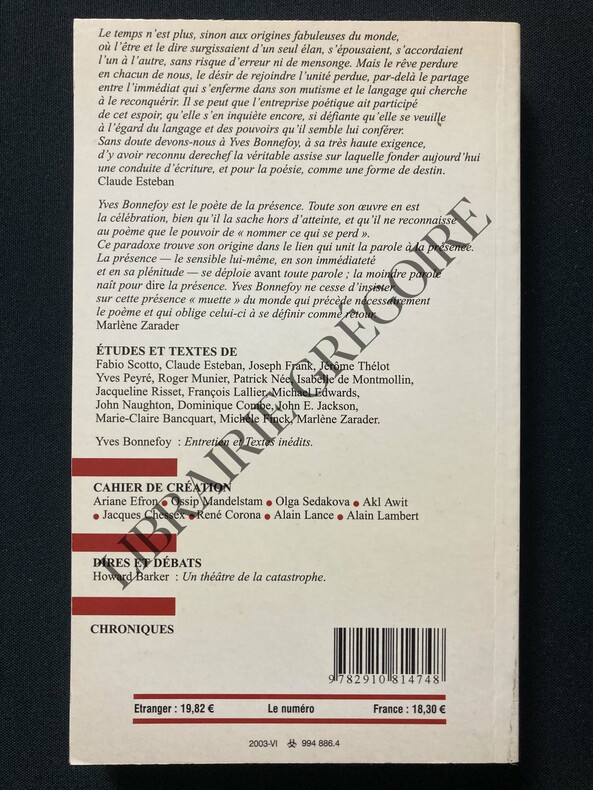 Le temps n'est plus, sinon aux origines fabuleuses du monde,
où l'être et le dire surgissaient d'un seul élan, s'épousaient, s'accordaient
l'un à l'autre, sans risque d'erreur ni de mensonge. Mais le rêve perdure
en chacun de nous, le désir de rejoindre l'unité perdue, par-delà le partage
entre l'immédiat qui s'enferme dans son mutisme et le langage qui cherche
à le reconquérir. Il se peut que l'entreprise poétique ait participé
de cet espoir, qu'elle s'en inquiète encore, si défiante qu'elle se veuille
à l'égard du langage et des pouvoirs qu'il semble lui conférer.
Sans doute devons-nous à Yves Bonnefoy, à sa très haute exigence,
d'y avoir reconnu derechef la véritable assise sur laquelle fonder aujourd'hui
une conduite d'écriture, et pour la poésie, comme une forme de destin.
Claude Esteban
Yves Bonnefoy est le poète de la présence. Toute son œuvre en est
la célébration, bien qu'il la sache hors d'atteinte, et qu'il ne reconnaisse
au poème que le pouvoir de « nommer ce qui se perd ».
Ce paradoxe trouve son origine dans le lien qui unit la parole à la présence.
La présence — le sensible lui-même, en son immédiateté
et en sa plénitude — se déploie avant toute parole ; la moindre parole
naît pour dire la présence. Yves Bonnefoy ne cesse d'insister
sur cette présence « muette » du monde qui précède nécessairement
le poème et qui oblige celui-ci à se définir comme retour.
Marlène Zarader
ÉTUDES ET TEXTES DE
Fabio Scotto, Claude Esteban, Joseph Frank, Jérôme Thélot
Yves Peyré, Roger Munier, Patrick Née, Isabelle de Montmollin,
Jacqueline Risset, François Lallier, Michael Edwards,
John Naughton, Dominique Combe, John E. Jackson,
Marie-Claire Bancquart, Michèle Finck, Marlène Zarader.
Yves Bonnefoy : Entretien et Textes inédits.
CAHIER DE CRÉATION
Ariane Efron • Ossip Mandelstam • Olga Sedakova • Akl Awit
• Jacques Chessex • René Corona • Alain Lance • Alain Lambert
DIRES ET DÉBATS
Howard Barker : Un théâtre de la catastrophe.
CHRONIQUES
9 782910 814748
Etranger : 19,82 € Le numéro France : 18,30 €
2003-VI 994 886.4
LIBRAIRIE GRÉGOIRE